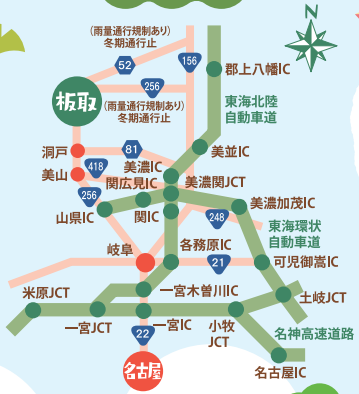 N
(雨量通行規制あり)
冬期通行止
52
156
256
郡上八幡IC
板取
(雨量通行規制あり)
冬期通行止
東海北陸
自動車道
洞戸
81
美並IC
美山
418
美濃IC
関広見IC
美濃関JCT
256
山県IC
関IC
美濃加茂IC
248
東海環状
自動車道
岐阜
各務原IC
21
可児御嵩IC
米原JCT
一宮木曽川IC
土岐JCT
一宮JCT
一宮IC
小牧
JCT
名神高速道路
22
名古屋
名古屋IC